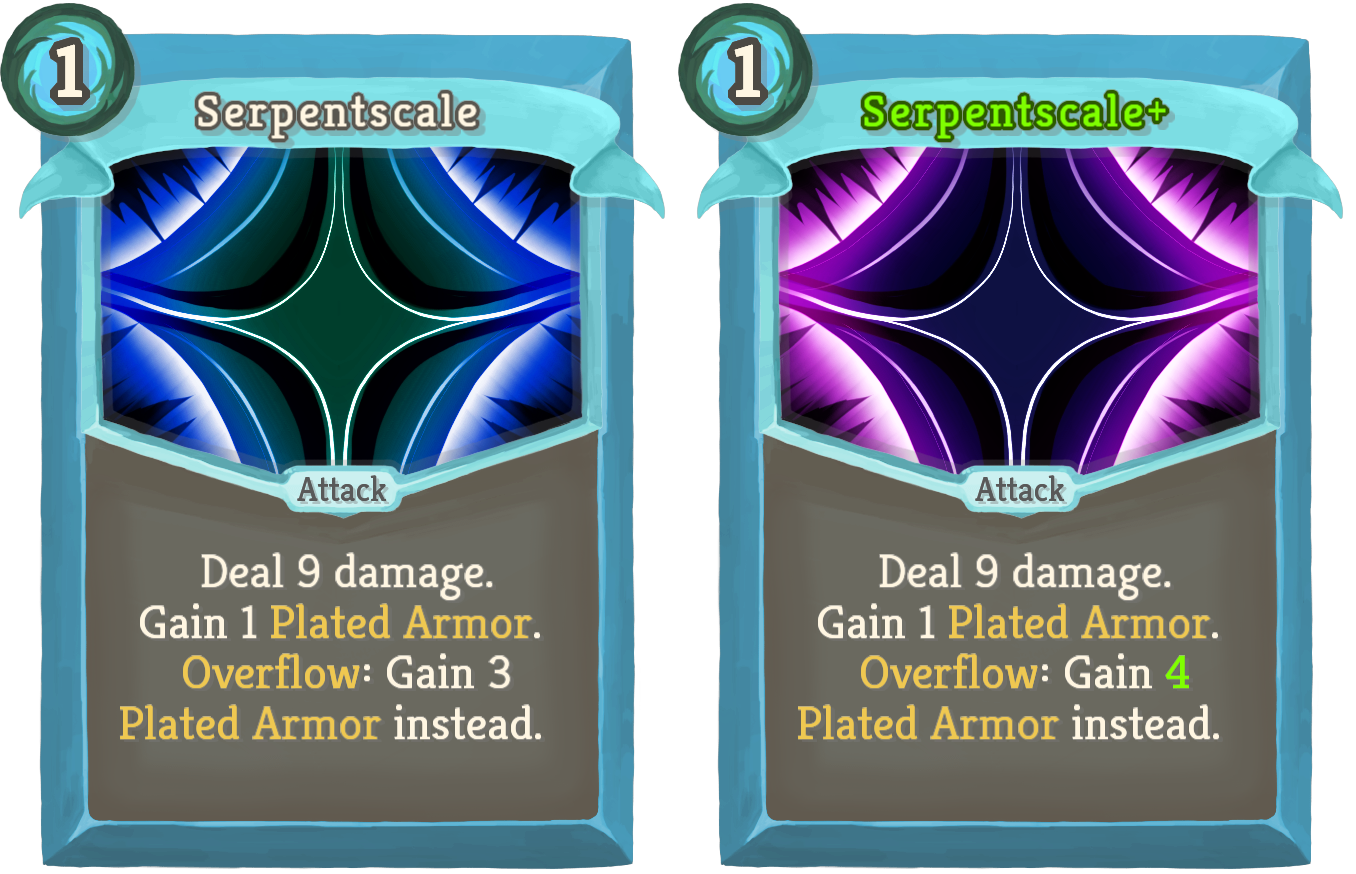 1
Serpentscale
Attack
Deal 9 damage.
Gain 1 Plated Armor.
Overflow: Gain 3
Plated Armor instead.
1
Serpentscale+
Attack
Deal 9 damage.
Gain 1 Plated Armor.
Overflow: Gain 4
Plated Armor instead.